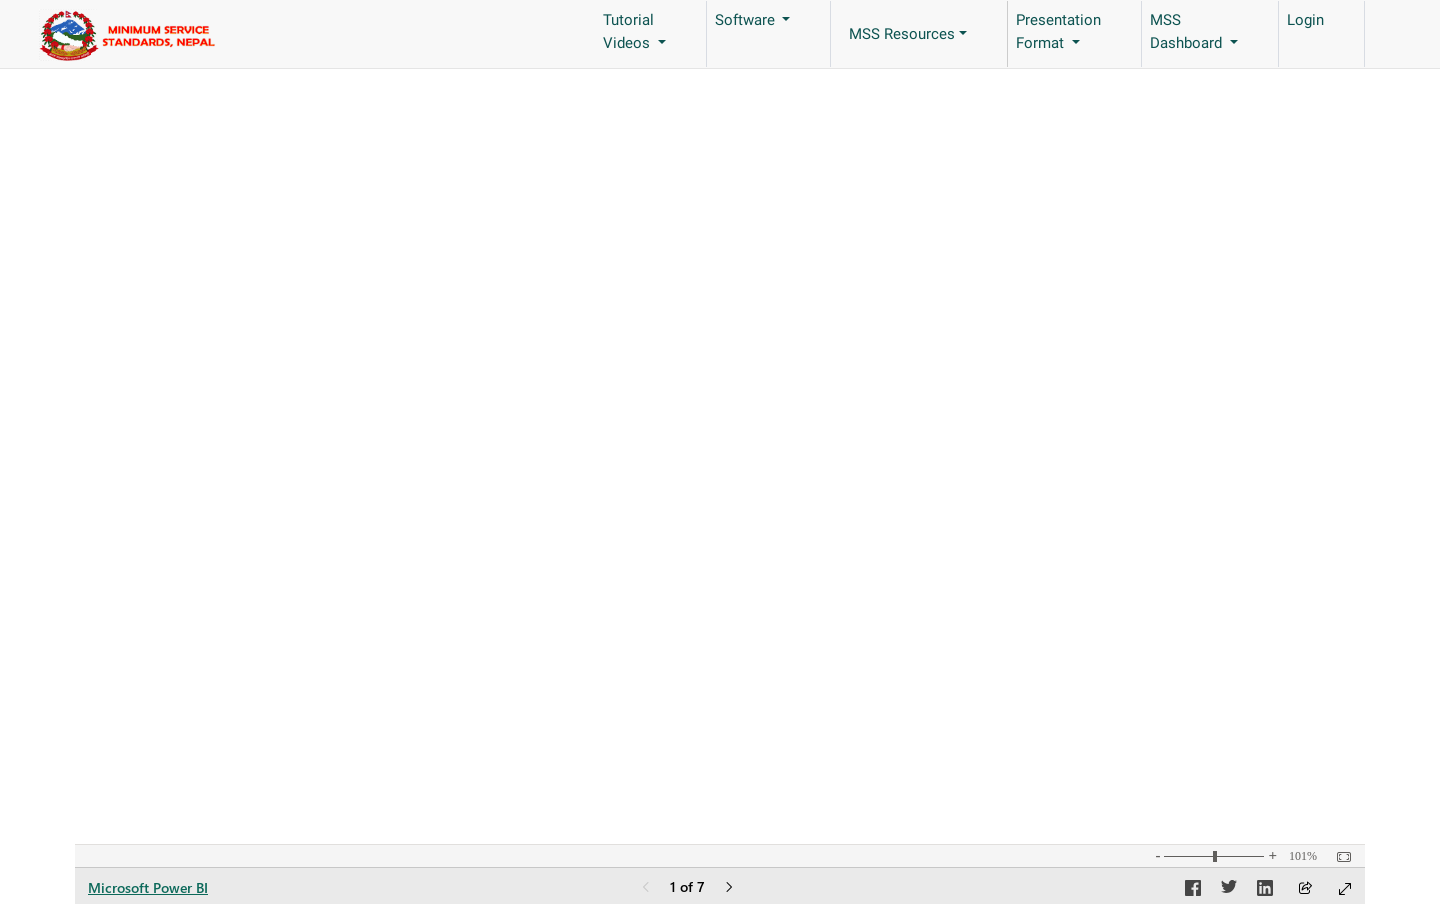 MINIMUM SERVICE
STANDARDS, NEPAL
Tutorial
Videos
Software
MSS Resources
Presentation
Format
MSS
Dashboard
Login
- + 101%
Microsoft Power BI
1 of 7